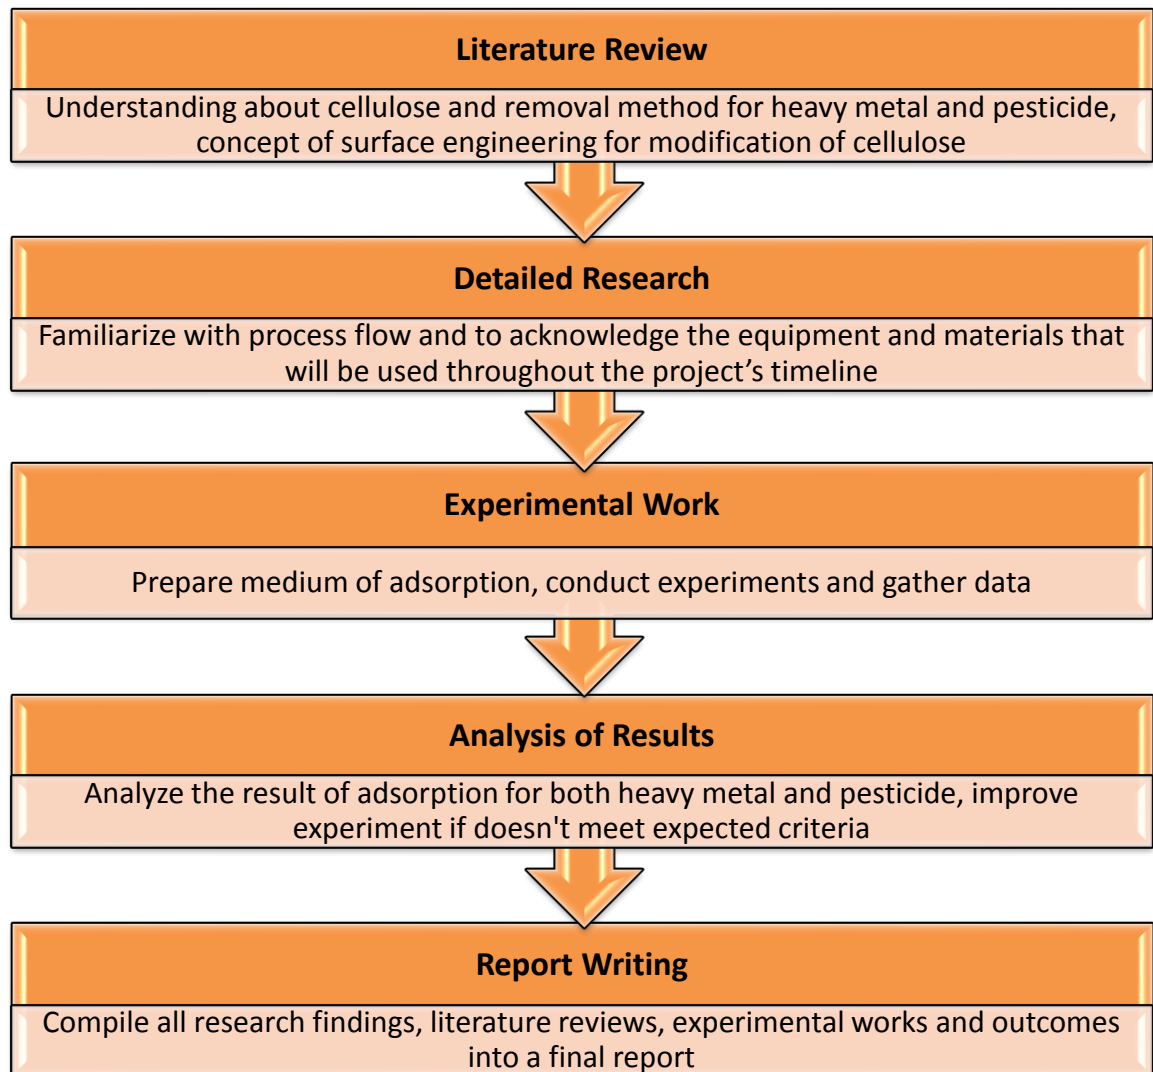 Literature Review
Understanding about cellulose and removal method for heavy metal and pesticide,
concept of surface engineering for modification of cellulose
Detailed Research
Familiarize with process flow and to acknowledge the equipment and materials that
will be used throughout the project’s timeline
Experimental Work
Prepare medium of adsorption, conduct experiments and gather data
Analysis of Results
Analyze the result of adsorption for both heavy metal and pesticide, improve
experiment if doesn't meet expected criteria
Report Writing
Compile all research findings, literature reviews, experimental works and outcomes
into a final report